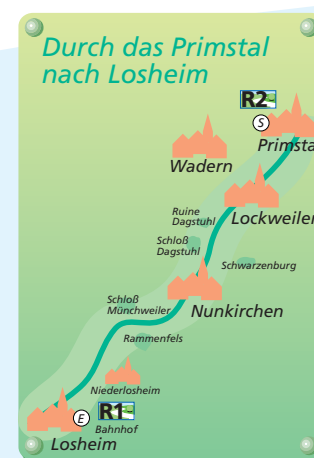 Durch das Primstal
nach Losheim
R2
S
Primsta
Wadern
Ruine
Dagstuhl
Lockweiler
Schloß
Dagstuhl
Schwarzenburg
Schloß
Münchweiler
Nunkirchen
Rammenfels
Niederlosheim
E
R1
Bahnhof
Losheim